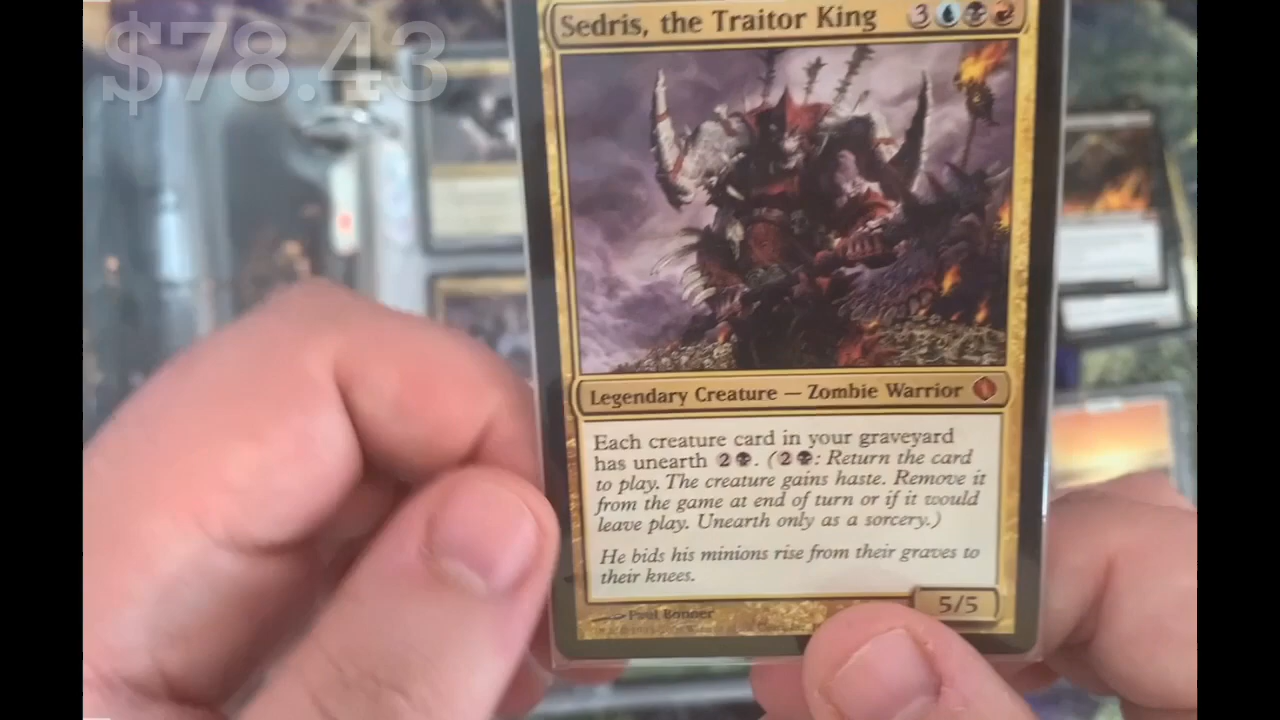 $78.43
Sedris, the Traitor King 3
Legendary Creature — Zombie Warrior
Each creature card in your graveyard
has unearth 2. (2: Return the card
to play. The creature gains haste. Remove it
from the game at end of turn or if it would
leave play. Unearth only as a sorcery.)
He bids his minions rise from their graves to
their knees.
Paul Bonner
5/5